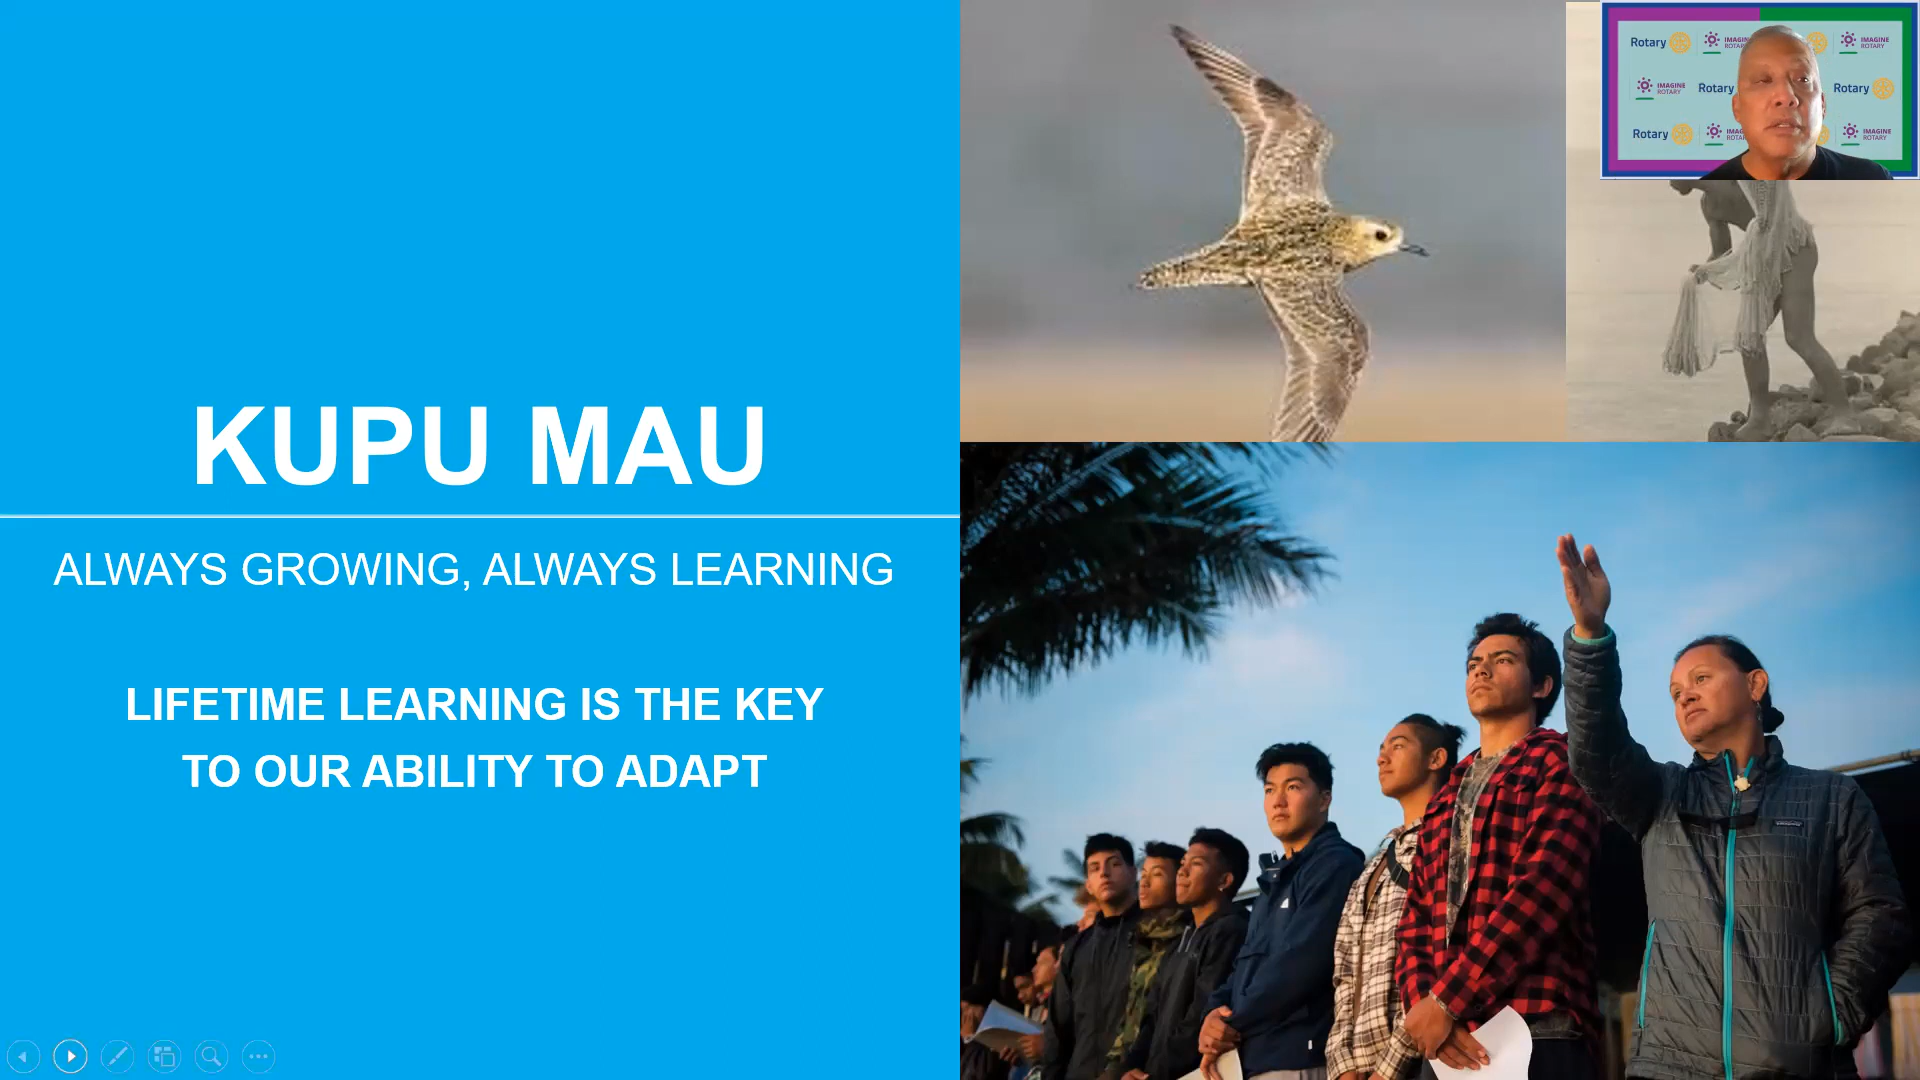 KUPU MAU
ALWAYS GROWING, ALWAYS LEARNING
LIFETIME LEARNING IS THE KEY
TO OUR ABILITY TO ADAPT
Rotary
IMAGINE
ROTARY
IMAGINE
ROTARY
Rotary
Rotary
Rotary
IMAGINE
ROTARY